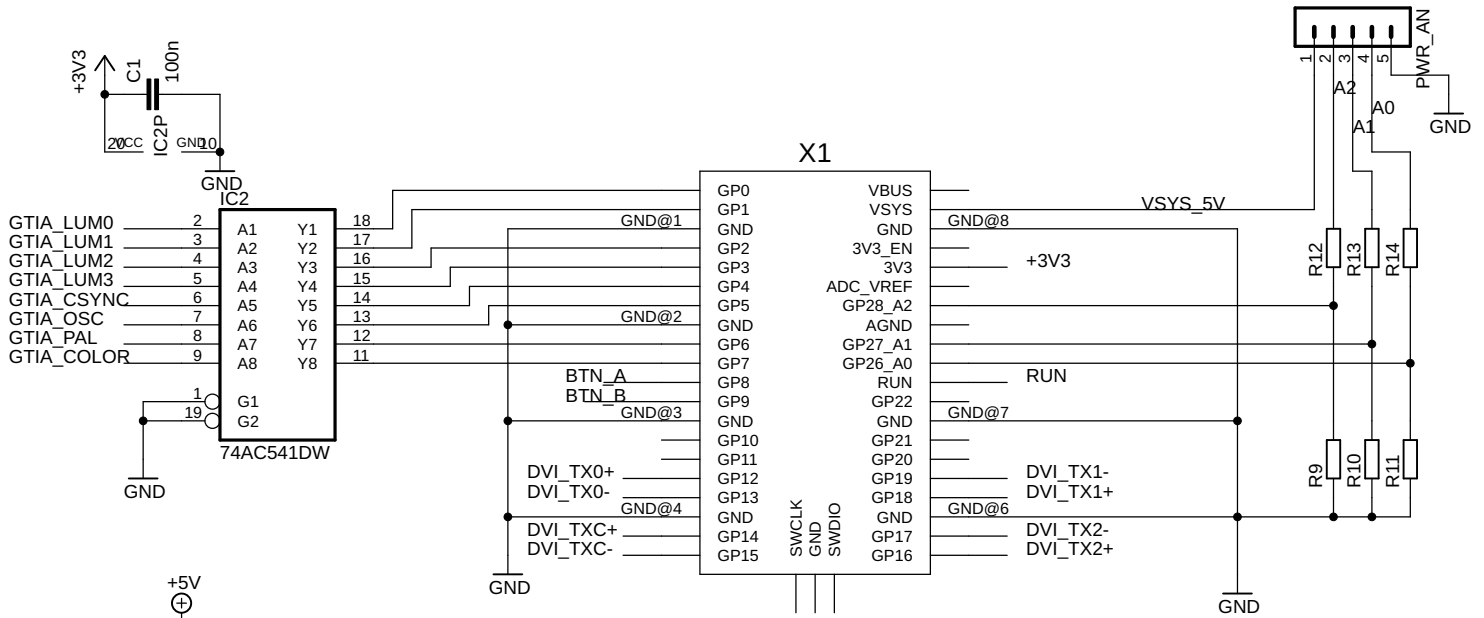 +3V3
C1
100n
20
VCC
IC2P
GND
10
GND
IC2
GTIA_LUM0 2 A1 Y1 18
GTIA_LUM1 3 A2 Y2 17
GTIA_LUM2 4 A3 Y3 16
GTIA_LUM3 5 A4 Y4 15
GTIA_CSYNC 6 A5 Y5 14
GTIA_OSC 7 A6 Y6 13
GTIA_PAL 8 A7 Y7 12
GTIA_COLOR 9 A8 Y8 11
1 G1
19 G2
74AC541DW
GND
+5V
X1
GP0 VBUS
GP1 VSYS VSYS_5V
GND@1 GND GND GND@8
GP2 3V3_EN
GP3 3V3 +3V3
GP4 ADC_VREF
GP5 GP28_A2
GND@2 GND AGND
GP6 GP27_A1
GP7 GP26_A0
BTN_A GP8 RUN RUN
BTN_B GP9 GP22
GND@3 GND GND GND@7
GP10 GP21
GP11 GP20
DVI_TX0+ GP12 GP19 DVI_TX1-
DVI_TX0- GP13 GP18 DVI_TX1+
GND@4 GND GND GND@6
DVI_TXC+ GP14 GP17 DVI_TX2-
DVI_TXC- GP15 GP16 DVI_TX2+
SWCLK
GND
SWDIO
GND
GND
1
2
3
4
5
PWR_AN
A2
A0
A1
GND
R12
R13
R14
R9
R10
R11